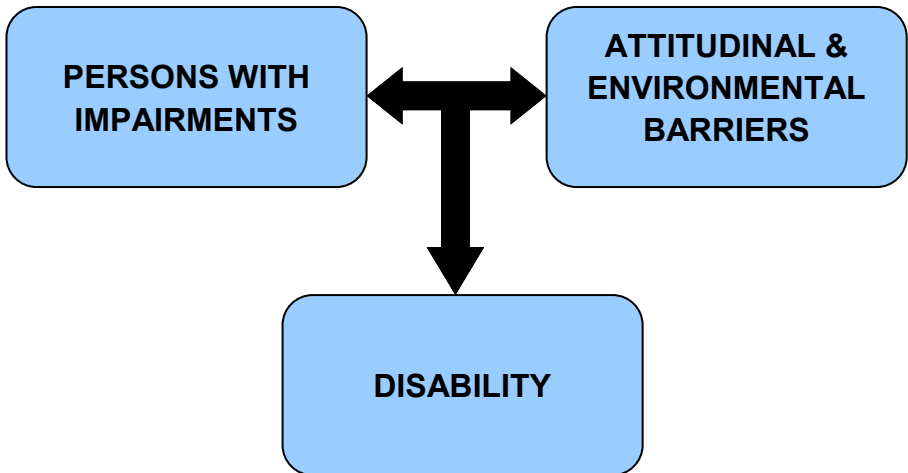 PERSONS WITH
IMPAIRMENTS
ATTITUDINAL &
ENVIRONMENTAL
BARRIERS
DISABILITY